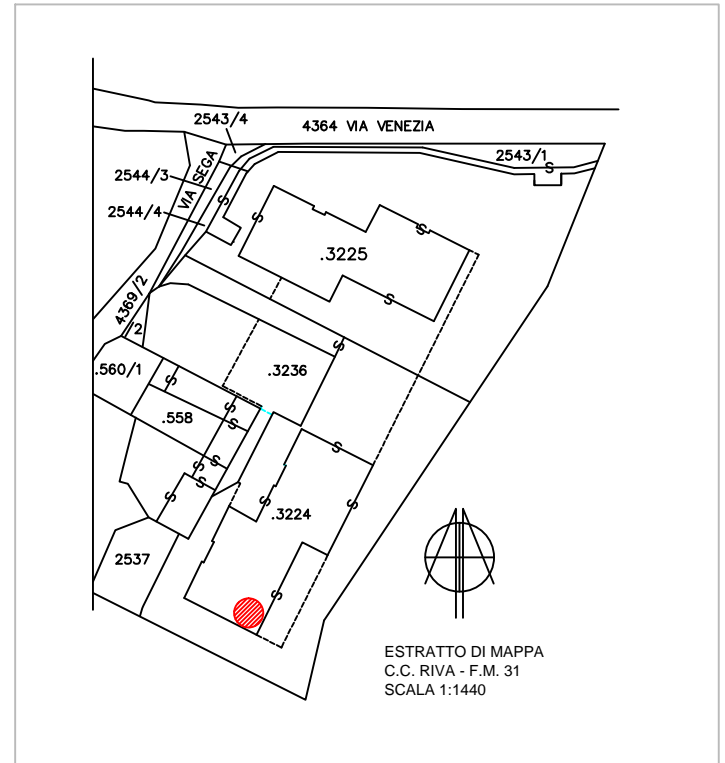 2543/4
4364 VIA VENEZIA
2543/1
S
2544/3
VIA SEGA
2544/4
S
S
S
.3225
S
4369/2
/2
S
.560/1
S
.3236
S
.558
S
S
S
S
S
S
S
S
S
.3224
2537
S
ESTRATTO DI MAPPA
C.C. RIVA - F.M. 31
SCALA 1:1440